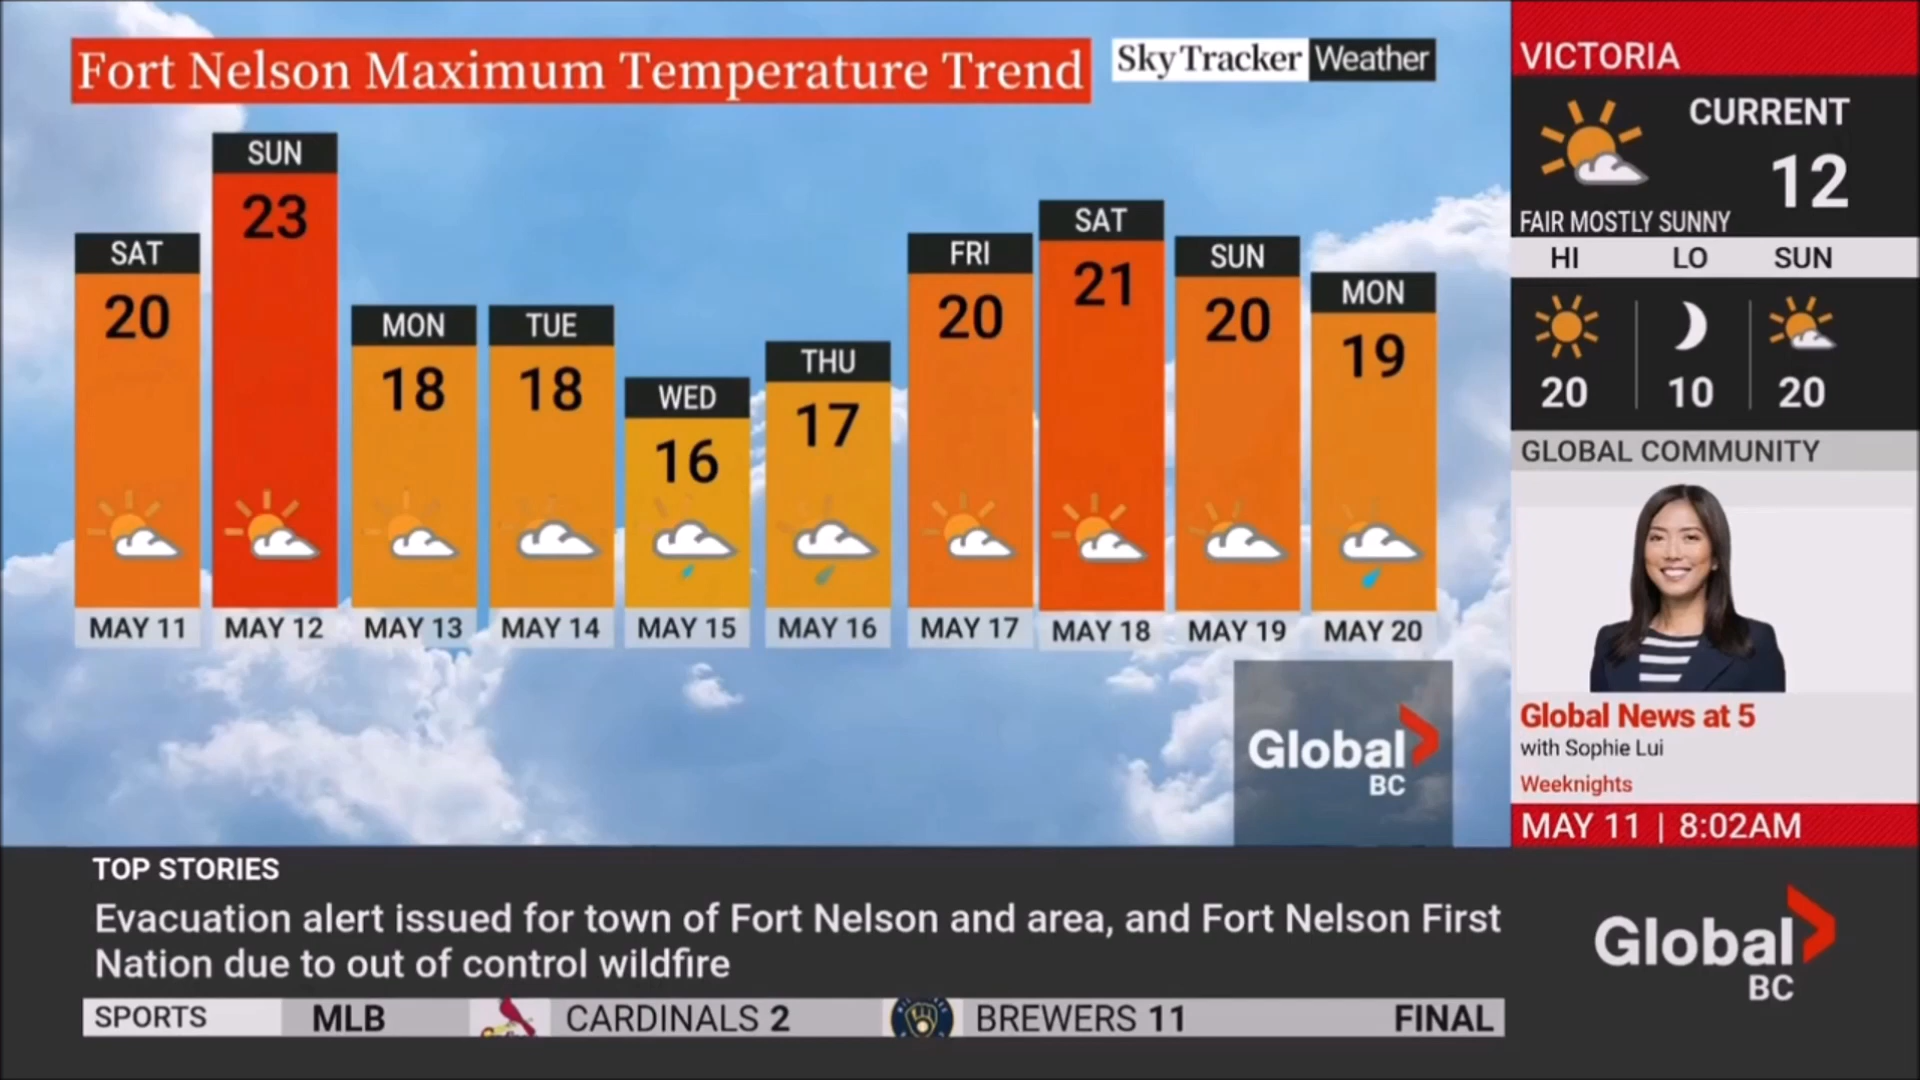 Fort Nelson Maximum Temperature Trend
SkyTracker Weather
SAT
20
MAY 11
SUN
23
MAY 12
MON
18
MAY 13
TUE
18
MAY 14
WED
16
MAY 15
THU
17
MAY 16
FRI
20
MAY 17
SAT
21
MAY 18
SUN
20
MAY 19
MON
19
MAY 20
Global
BC
VICTORIA
CURRENT
12
FAIR MOSTLY SUNNY
HI LO SUN
20 10 20
GLOBAL COMMUNITY
Global News at 5
with Sophie Lui
Weeknights
MAY 11 | 8:02AM
TOP STORIES
Evacuation alert issued for town of Fort Nelson and area, and Fort Nelson First
Nation due to out of control wildfire
SPORTS MLB CARDINALS 2 BREWERS 11 FINAL
Global
BC